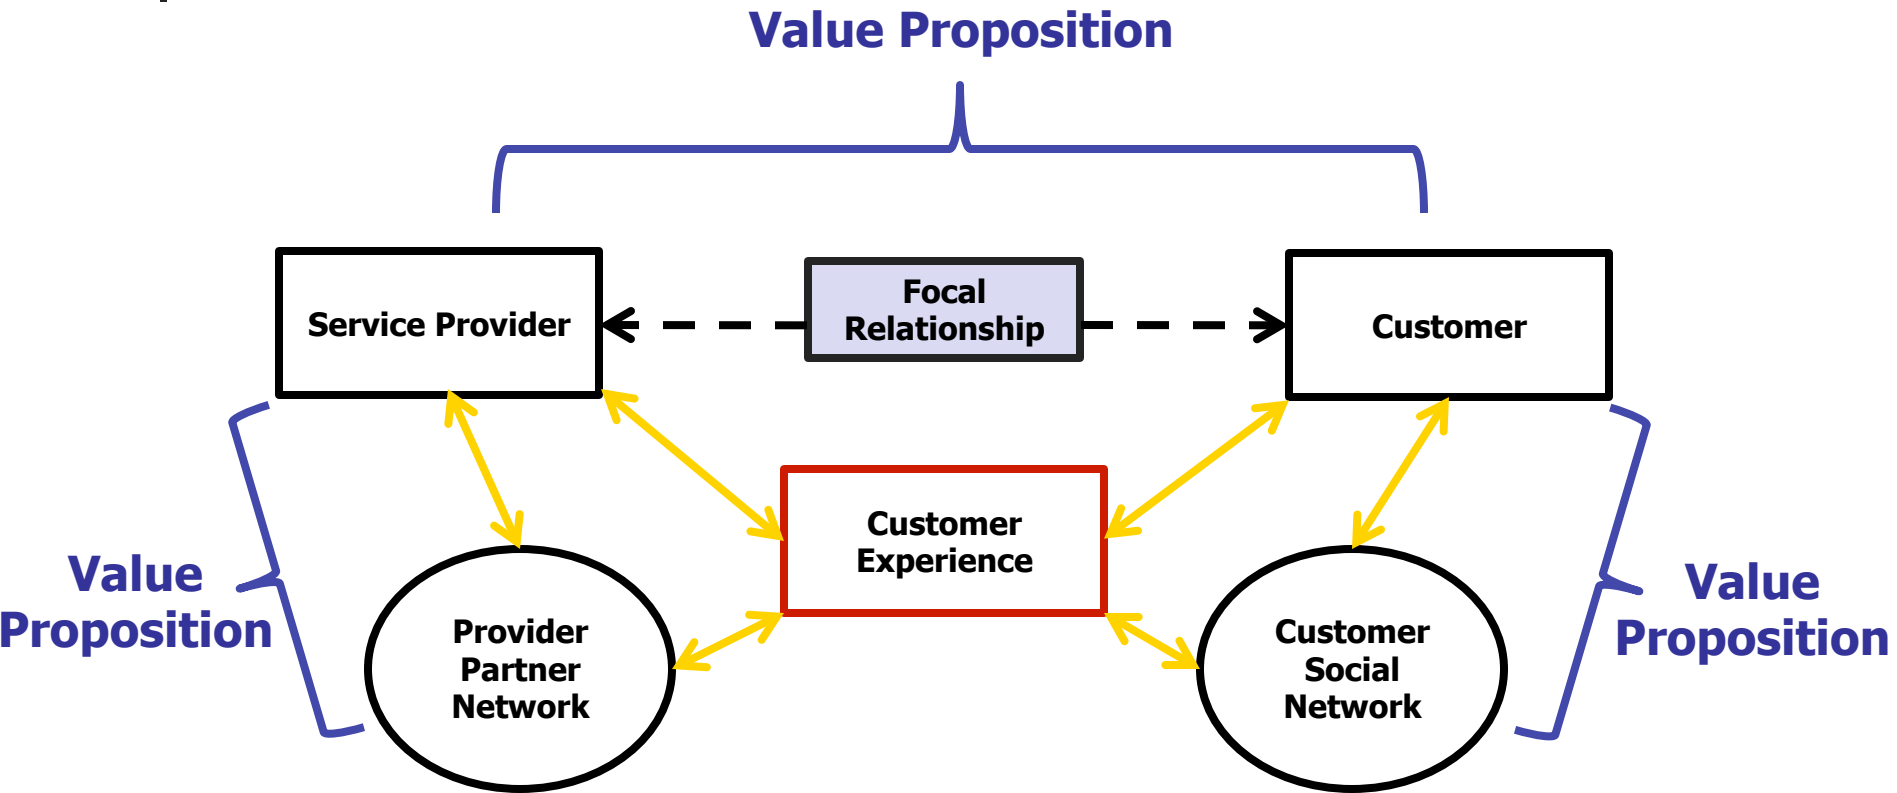 Value Proposition
Focal
Relationship
Service Provider
Customer
Customer
Experience
Value
Proposition
Value
Proposition
Provider
Partner
Network
Customer
Social
Network